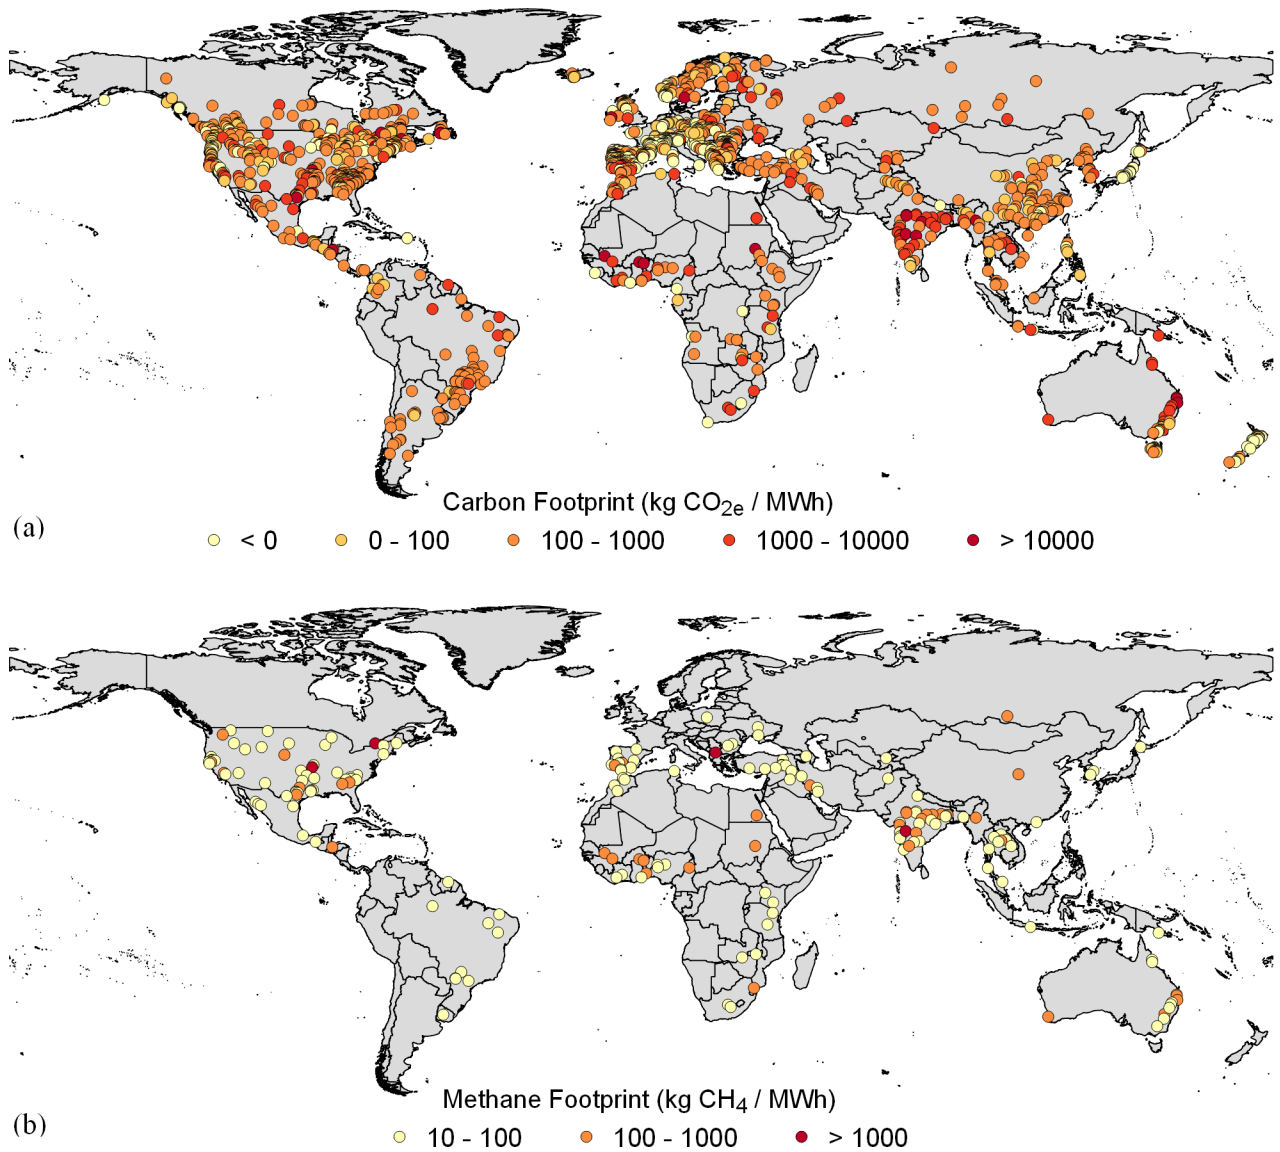 Carbon Footprint (kg CO2e / MWh)
(a)
< 0 0 - 100 100 - 1000 1000 - 10000 > 10000
Methane Footprint (kg CH4 / MWh)
(b)
10 - 100 100 - 1000 > 1000